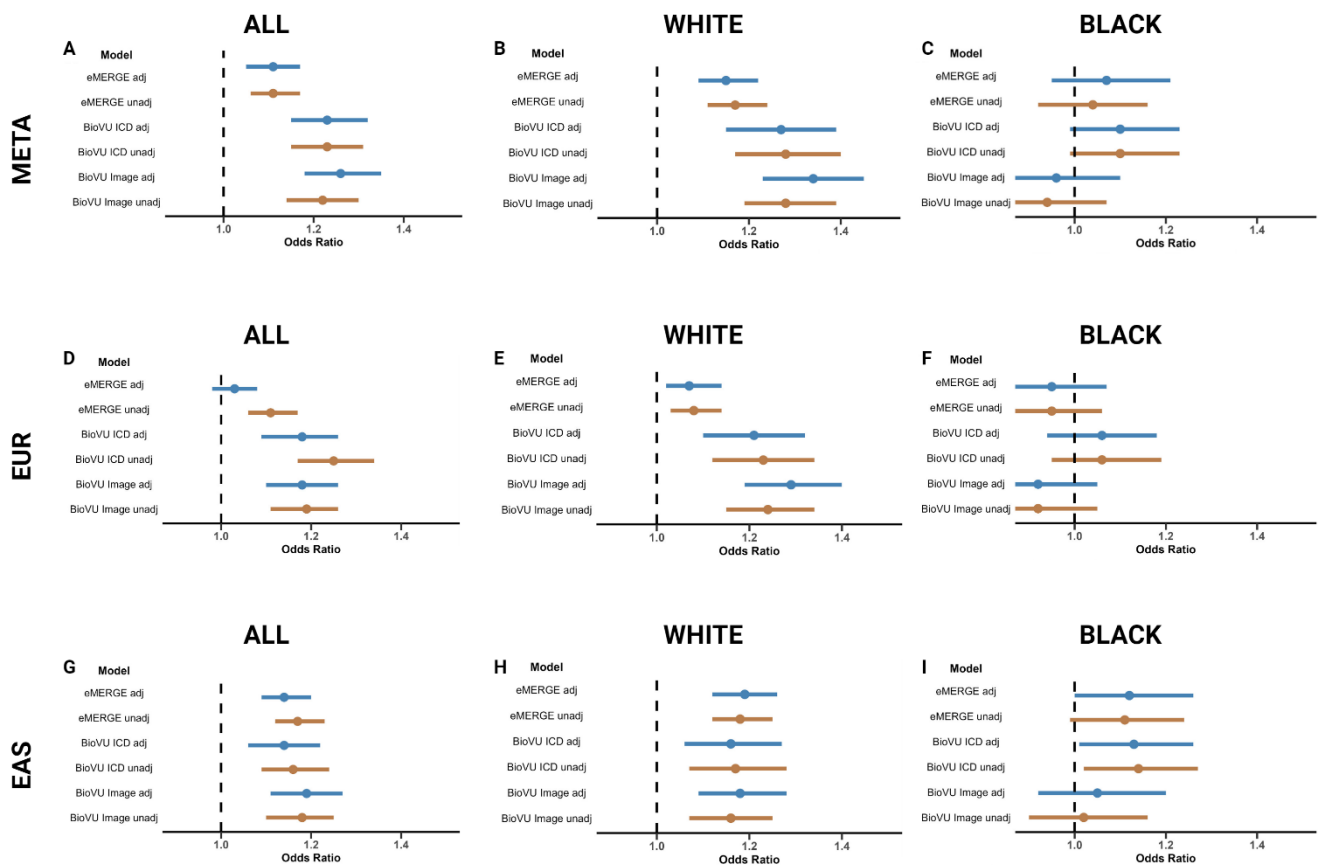 ALL WHITE BLACK
META
A Model
eMERGE adj
eMERGE unadj
BioVU ICD adj
BioVU ICD unadj
BioVU Image adj
BioVU Image unadj
1.0 1.2 1.4
Odds Ratio
B Model
eMERGE adj
eMERGE unadj
BioVU ICD adj
BioVU ICD unadj
BioVU Image adj
BioVU Image unadj
1.0 1.2 1.4
Odds Ratio
C Model
eMERGE adj
eMERGE unadj
BioVU ICD adj
BioVU ICD unadj
BioVU Image adj
BioVU Image unadj
1.0 1.2 1.4
Odds Ratio
ALL WHITE BLACK
EUR
D Model
eMERGE adj
eMERGE unadj
BioVU ICD adj
BioVU ICD unadj
BioVU Image adj
BioVU Image unadj
1.0 1.2 1.4
Odds Ratio
E Model
eMERGE adj
eMERGE unadj
BioVU ICD adj
BioVU ICD unadj
BioVU Image adj
BioVU Image unadj
1.0 1.2 1.4
Odds Ratio
F Model
eMERGE adj
eMERGE unadj
BioVU ICD adj
BioVU ICD unadj
BioVU Image adj
BioVU Image unadj
1.0 1.2 1.4
Odds Ratio
ALL WHITE BLACK
EAS
G Model
eMERGE adj
eMERGE unadj
BioVU ICD adj
BioVU ICD unadj
BioVU Image adj
BioVU Image unadj
1.0 1.2 1.4
Odds Ratio
H Model
eMERGE adj
eMERGE unadj
BioVU ICD adj
BioVU ICD unadj
BioVU Image adj
BioVU Image unadj
1.0 1.2 1.4
Odds Ratio
I Model
eMERGE adj
eMERGE unadj
BioVU ICD adj
BioVU ICD unadj
BioVU Image adj
BioVU Image unadj
1.0 1.2 1.4
Odds Ratio